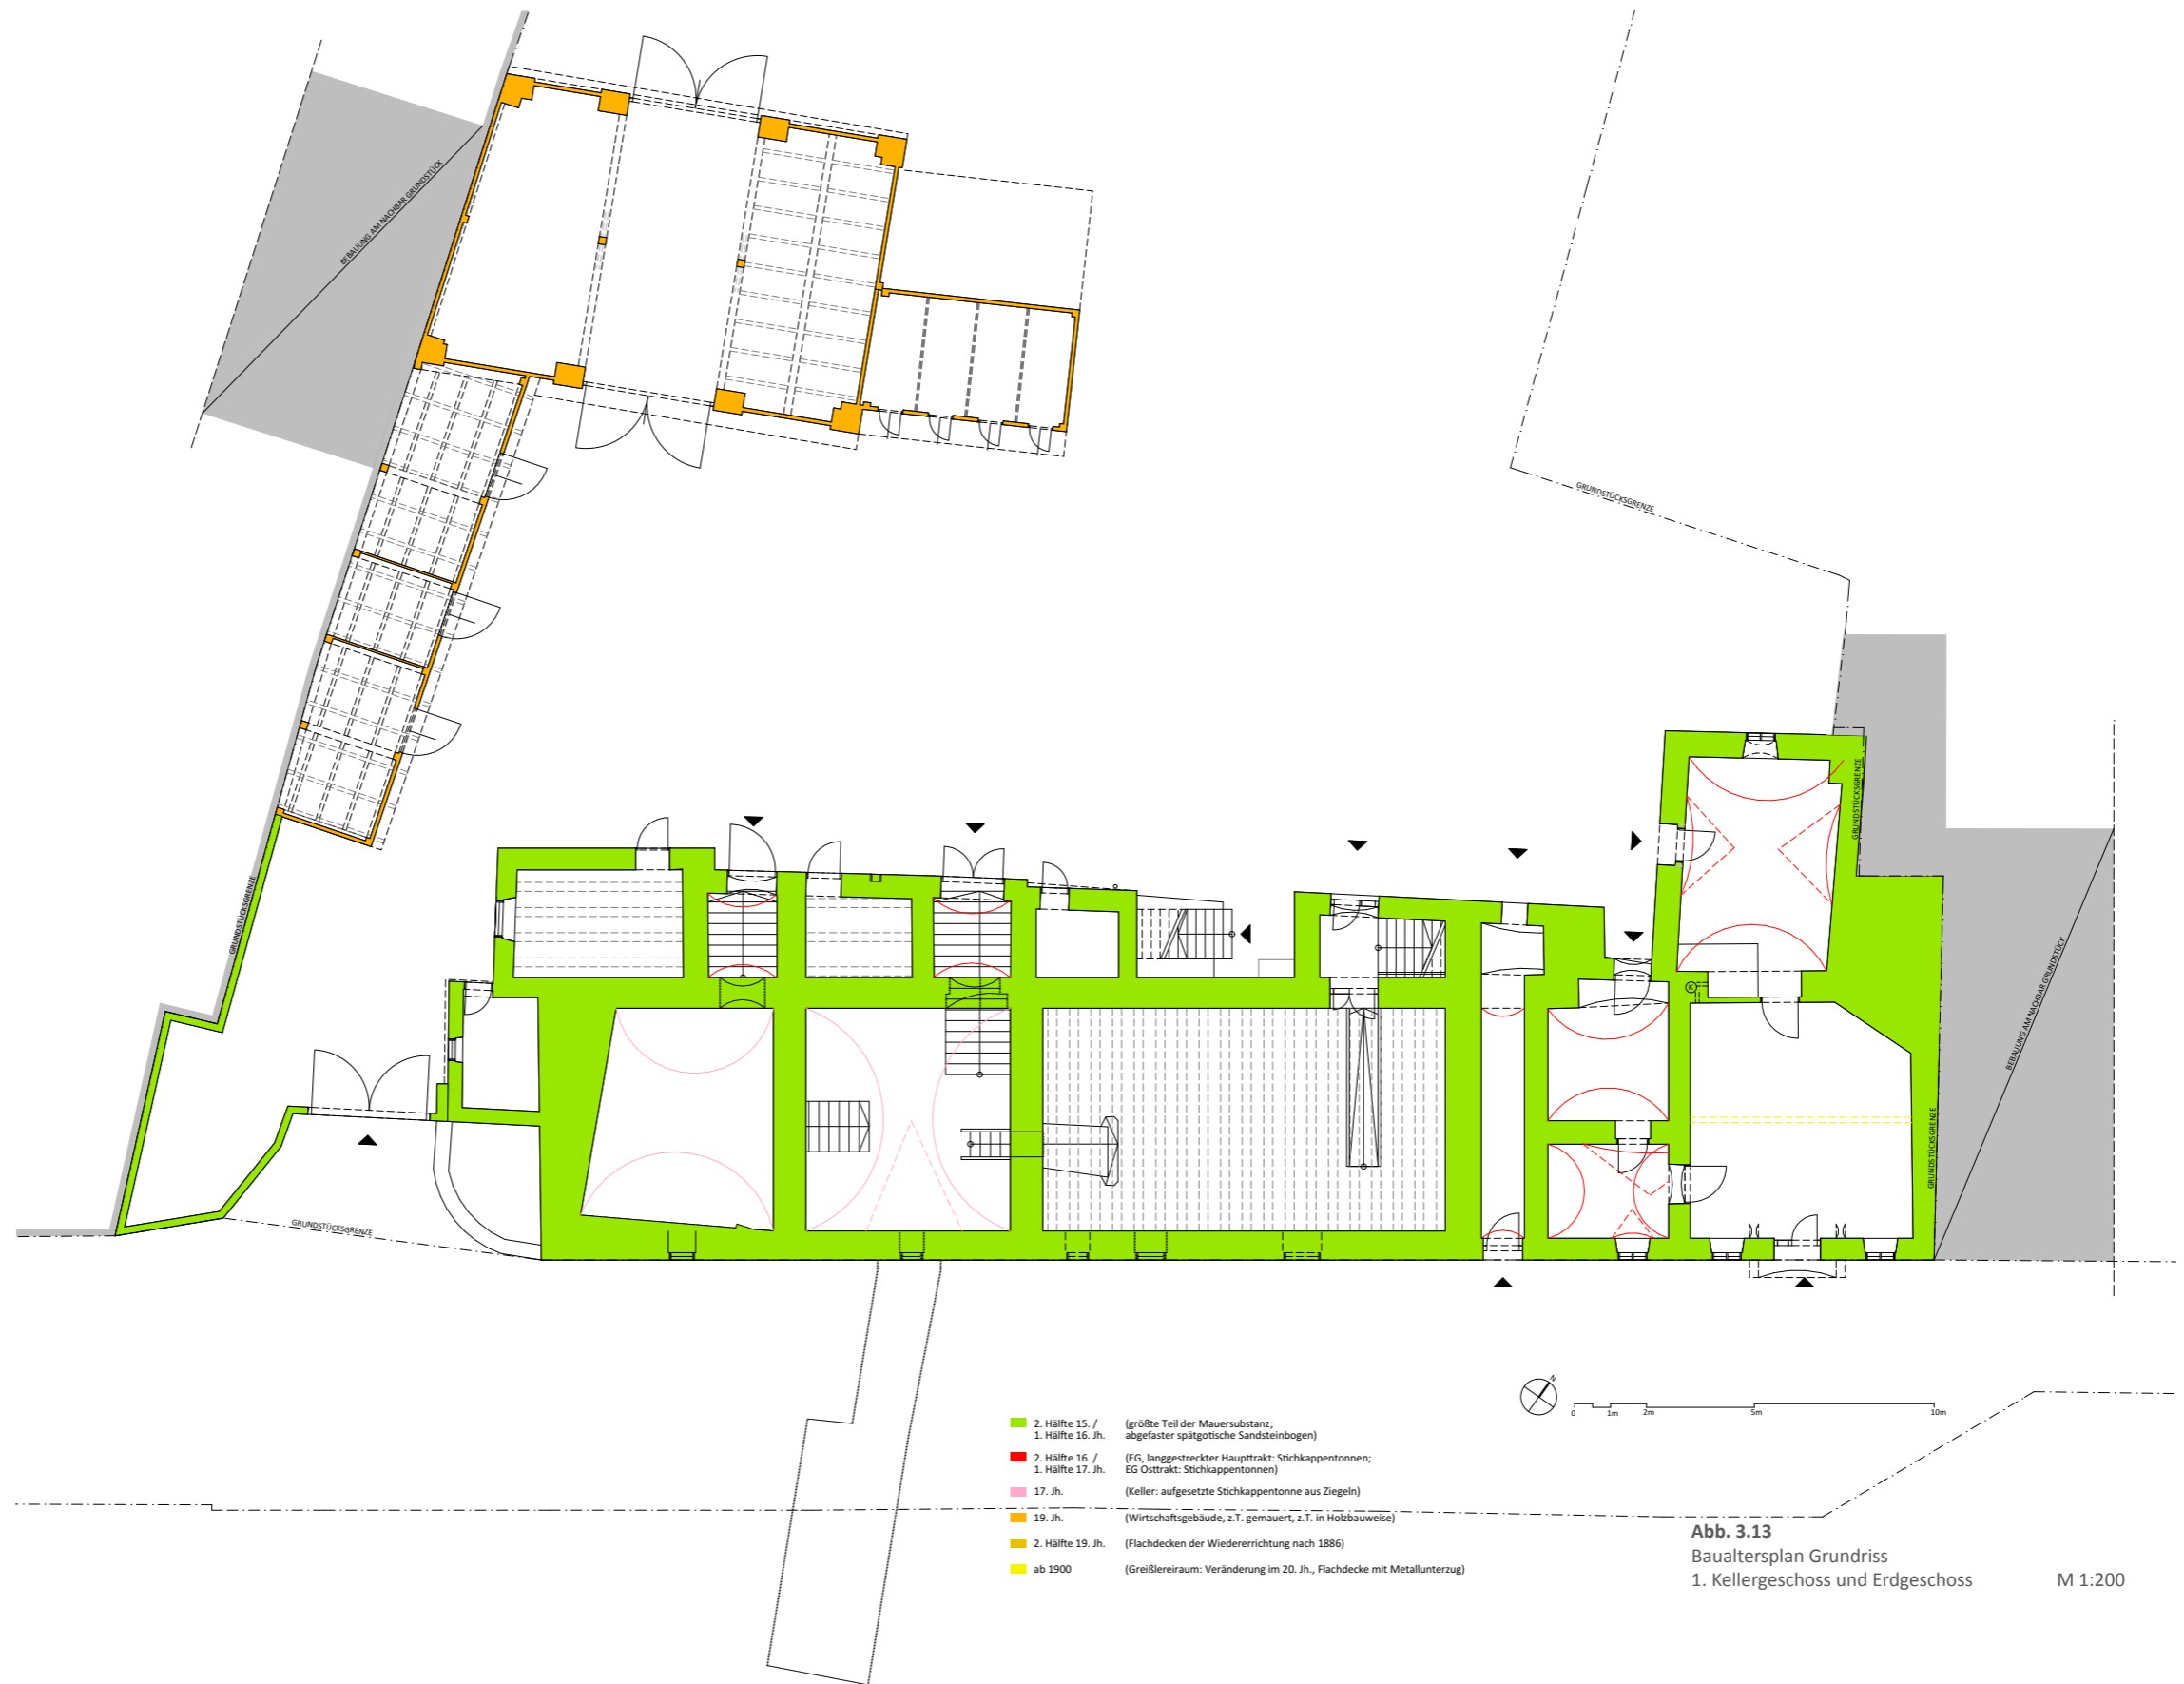 N
BEBAUUNG AM NACHBAR GRUNDSTÜCK
GRUNDSTÜCKSGRENZE
GRUNDSTÜCKSGRENZE
GRUNDSTÜCKSGRENZE
K
GRUNDSTÜCKSGRENZE
BEBAUUNG AM NACHBAR GRUNDSTÜCK
GRUNDSTÜCKSGRENZE
0 1m 2m 5m 10m
2. Hälfte 15. / (größte Teil der Mauersubstanz;
1. Hälfte 16. Jh. abgefaster spätgotische Sandsteinbogen)
2. Hälfte 16. / (EG, langgestreckter Haupttrakt: Stichkappentonnen;
1. Hälfte 17. Jh. EG Osttrakt: Stichkappentonnen)
17. Jh. (Keller: aufgesetzte Stichkappentonne aus Ziegeln)
19. Jh. (Wirtschaftsgebäude, z.T. gemauert, z.T. in Holzbauweise)
2. Hälfte 19. Jh. (Flachdecken der Wiedererrichtung nach 1886)
ab 1900 (Greißlereiraum: Veränderung im 20. Jh., Flachdecke mit Metallunterzug)
Abb. 3.13
Baualtersplan Grundriss
1. Kellergeschoss und Erdgeschoss M 1:200